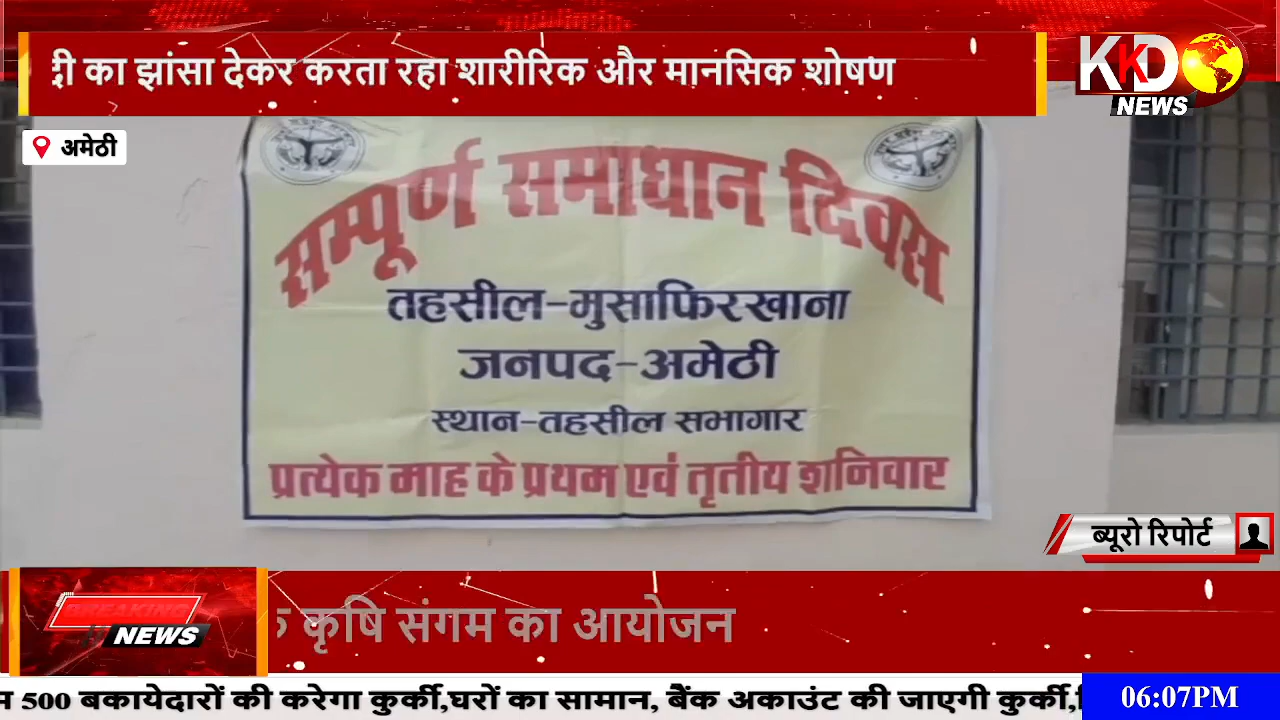 का झांसा देकर करता रहा शारीरिक और मानसिक शोषण
KKD
NEWS
अमेठी
सम्पूर्ण समाधान दिवस
तहसील-मुसाफिरखाना
जनपद-अमेठी
स्थान-तहसील सभागार
प्रत्येक माह के प्रथम एवं तृतीय शनिवार
ब्यूरो रिपोर्ट
BREAKING
NEWS
कृषि संगम का आयोजन
500 बकायेदारों की करेगा कुर्की,घरों का सामान, बैंक अकाउंट की जाएगी कुर्की,
06:07PM